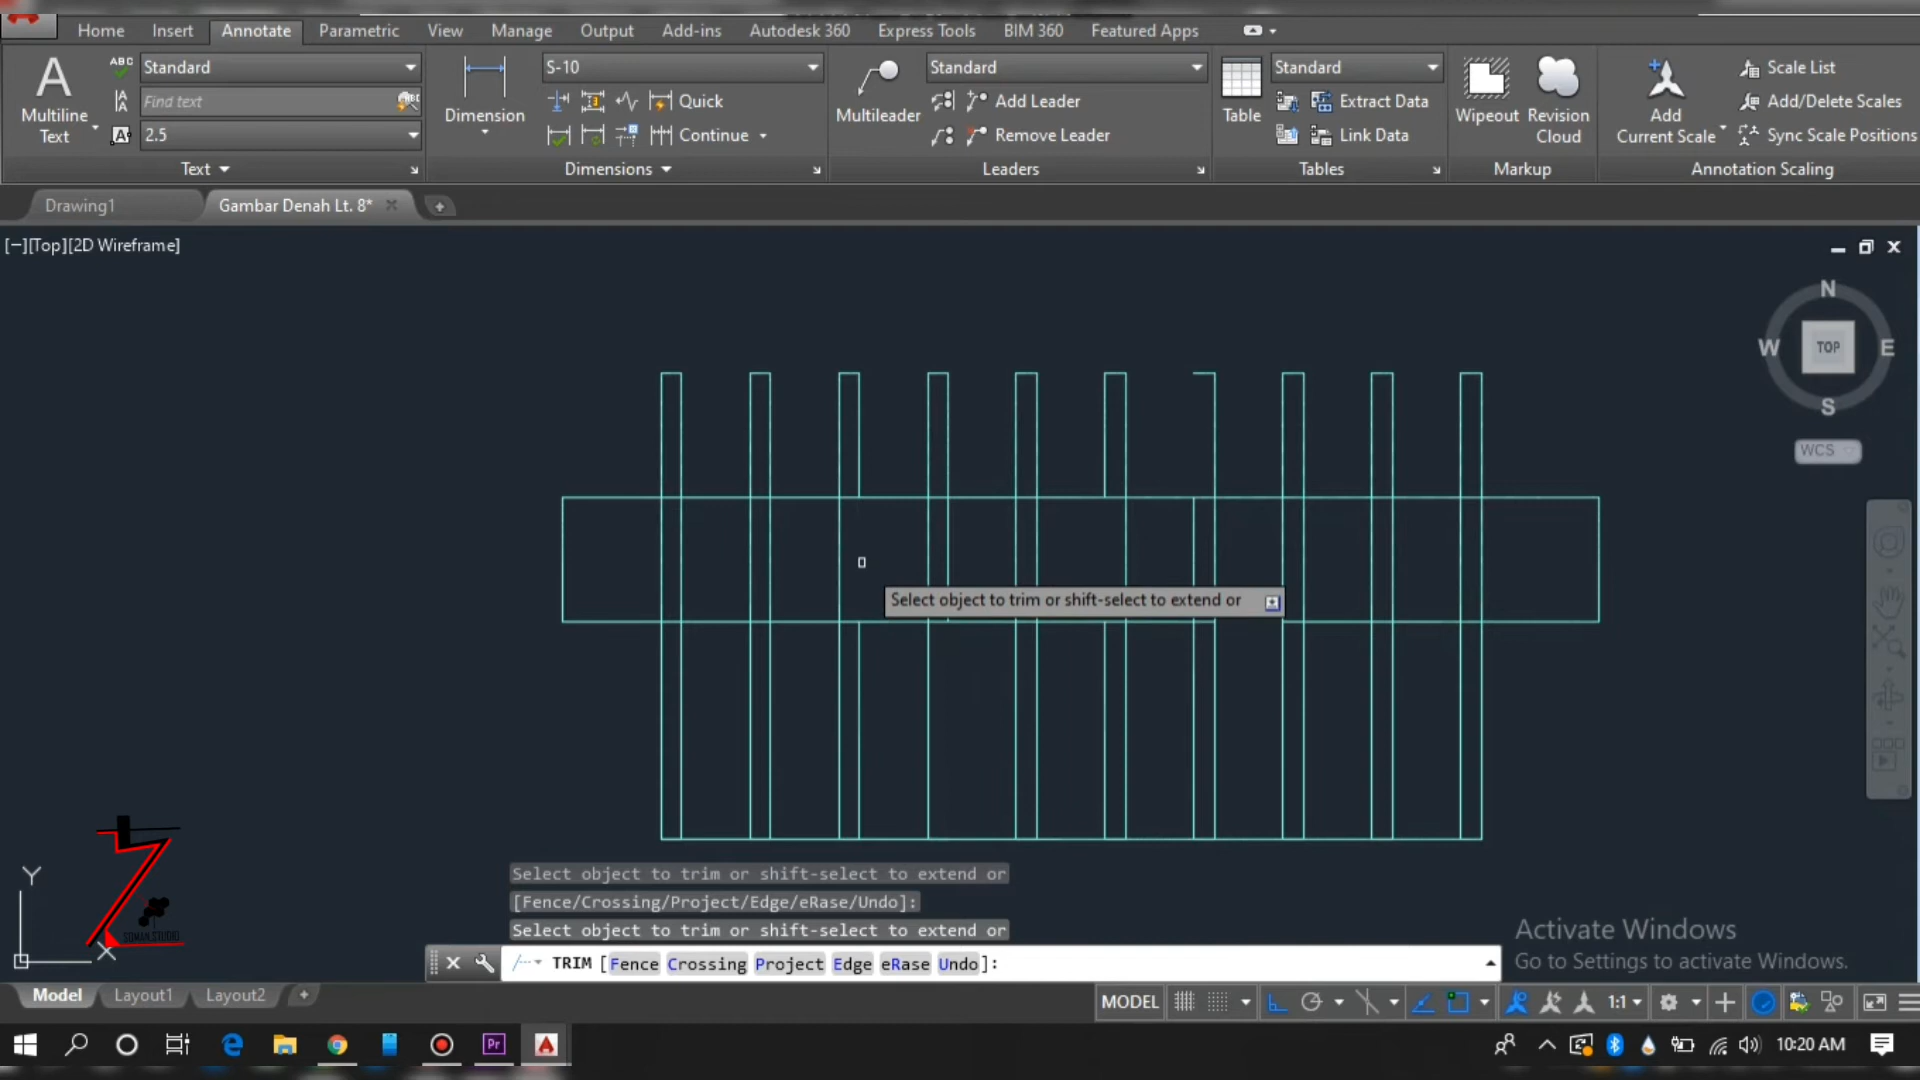 Home Insert Annotate Parametric View Manage Output Add-ins Autodesk 360 Express Tools BIM 360 Featured Apps
Multiline Text
ABC
Standard
Find text
2.5
Text
Dimension
S-10
Quick
Continue
Dimensions
Multileader
Standard
Add Leader
Remove Leader
Leaders
Table
Standard
Extract Data
Link Data
Tables
Wipeout
Revision Cloud
Markup
Add Current Scale
Scale List
Add/Delete Scales
Sync Scale Positions
Annotation Scaling
Drawing1
Gambar Denah Lt. 8*
[−][Top][2D Wireframe]
N
W TOP E
S
WCS
Select object to trim or shift-select to extend or
Y
X
Select object to trim or shift-select to extend or
[Fence/Crossing/Project/Edge/eRase/Undo]:
Select object to trim or shift-select to extend or
TRIM [Fence Crossing Project Edge eRase Undo]:
Activate Windows
Go to Settings to activate Windows.
Model Layout1 Layout2
MODEL
1:1
Pr
10:20 AM